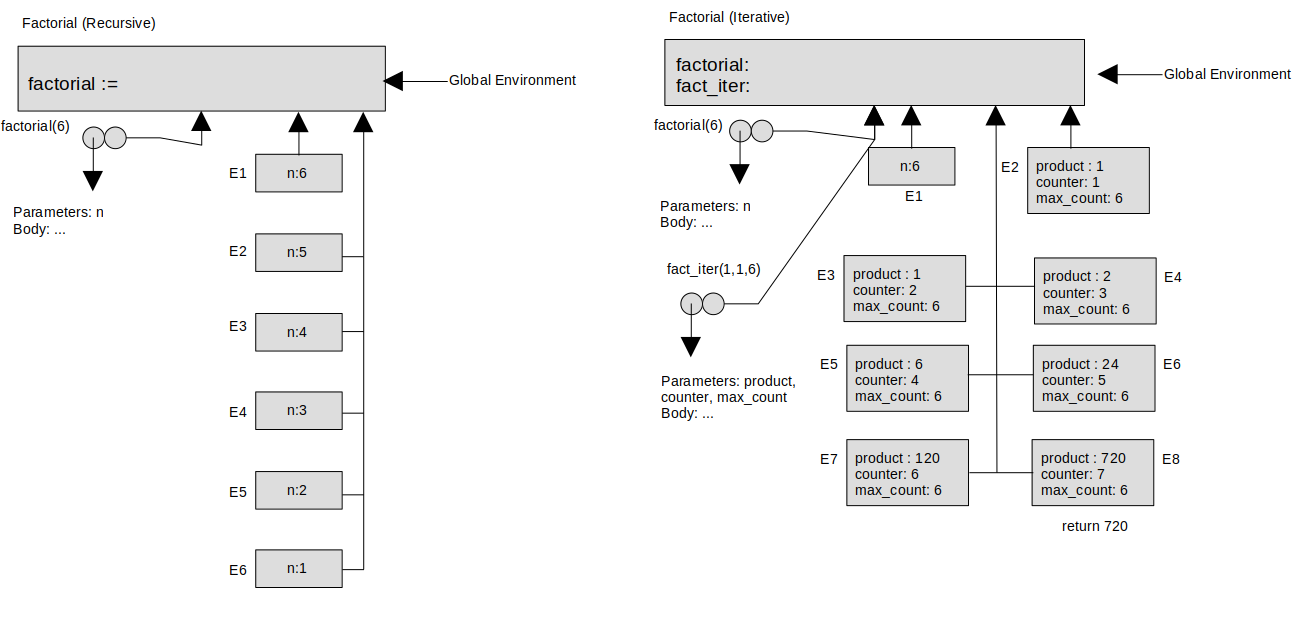 Factorial (Recursive)
factorial :=
Global Environment
factorial(6)
Parameters: n
Body: ...
E1
n:6
E2
n:5
E3
n:4
E4
n:3
E5
n:2
E6
n:1
Factorial (Iterative)
factorial:
fact_iter:
Global Environment
factorial(6)
Parameters: n
Body: ...
n:6
E1
E2
product : 1
counter: 1
max_count: 6
fact_iter(1,1,6)
Parameters: product,
counter, max_count
Body: ...
E3
product : 1
counter: 2
max_count: 6
E4
product : 2
counter: 3
max_count: 6
E5
product : 6
counter: 4
max_count: 6
E6
product : 24
counter: 5
max_count: 6
E7
product : 120
counter: 6
max_count: 6
E8
product : 720
counter: 7
max_count: 6
return 720